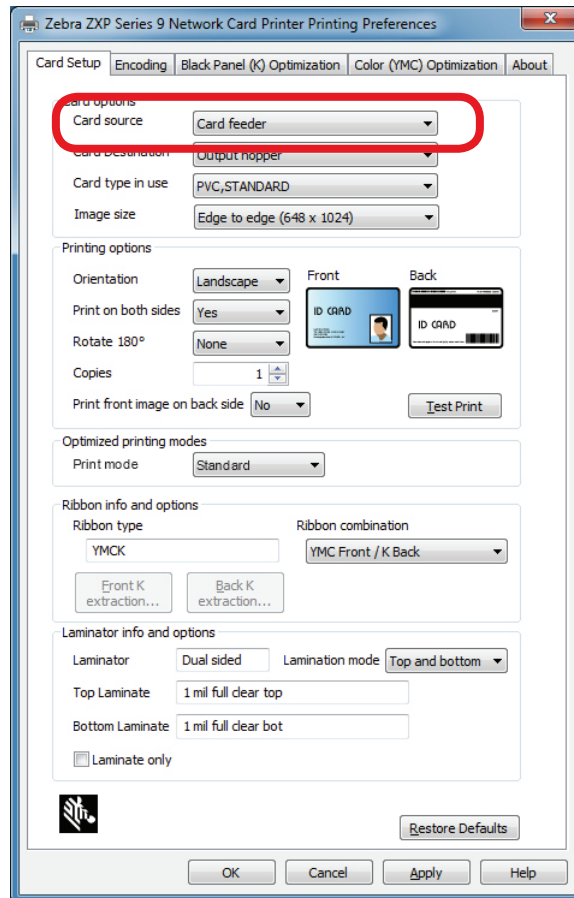 Zebra ZXP Series 9 Network Card Printer Printing Preferences
Card Setup Encoding Black Panel (K) Optimization Color (YMC) Optimization About
Card options
Card source Card feeder
Card Destination Output hopper
Card type in use PVC,STANDARD
Image size Edge to edge (648 x 1024)
Printing options
Orientation Landscape Front Back
Print on both sides Yes
ID CARD ID CARD
Rotate 180° None
Copies 1
Print front image on back side No Test Print
Optimized printing modes
Print mode Standard
Ribbon info and options
Ribbon type Ribbon combination
YMCK YMC Front / K Back
Front K extraction... Back K extraction...
Laminator info and options
Laminator Dual sided Lamination mode Top and bottom
Top Laminate 1 mil full clear top
Bottom Laminate 1 mil full clear bot
Laminate only
Restore Defaults
OK Cancel Apply Help